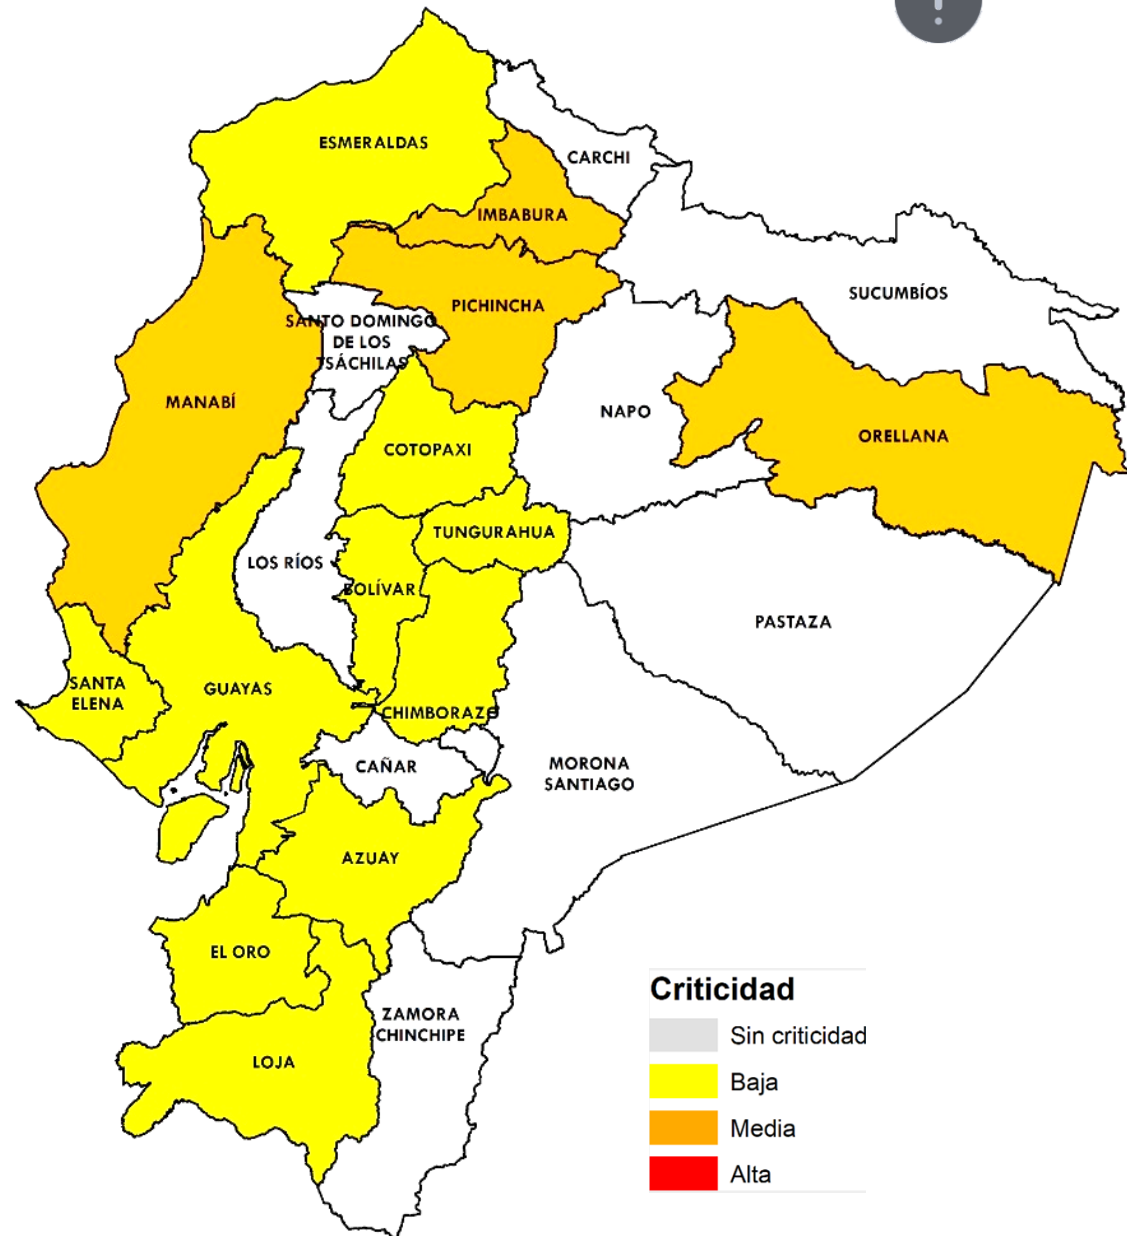 ESMERALDAS
CARCHI
IMBABURA
SUCUMBÍOS
PICHINCHA
SANTO DOMINGO
DE LOS
TSÁCHILAS
MANABÍ
NAPO
ORELLANA
COTOPAXI
TUNGURAHUA
LOS RÍOS
BOLÍVAR
PASTAZA
SANTA
ELENA
GUAYAS
CHIMBORAZO
CAÑAR
MORONA
SANTIAGO
AZUAY
EL ORO
ZAMORA
CHINCHIPE
LOJA
Criticidad
Sin criticidad
Baja
Media
Alta